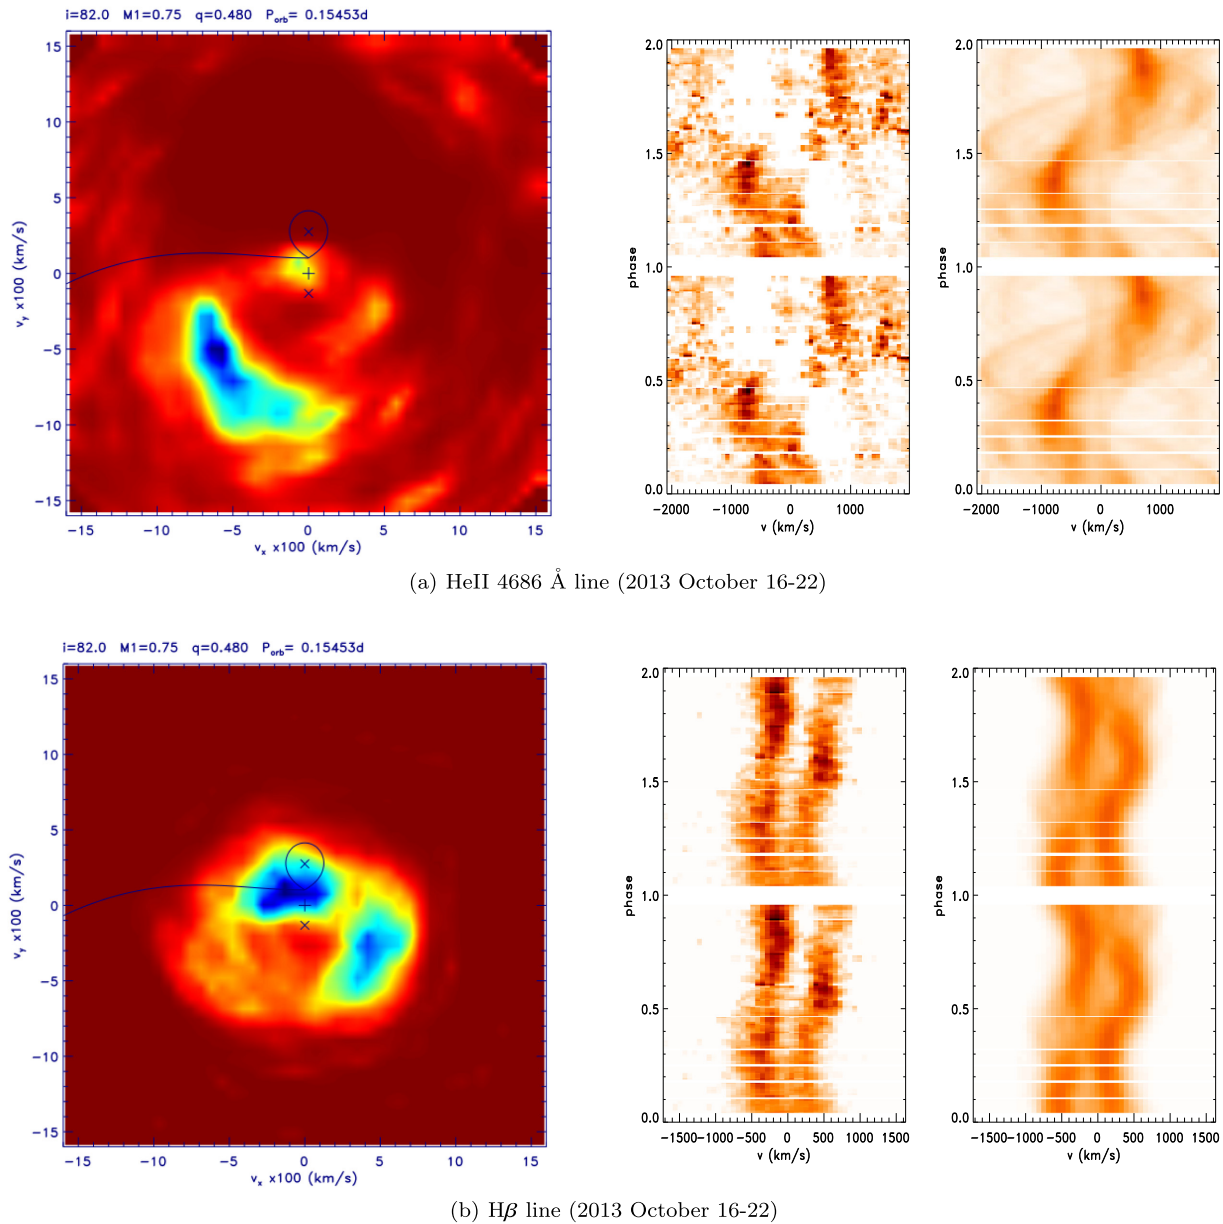 i=82.0 M1=0.75 q=0.480 Porb= 0.15453d
15
10
5
0
−5
−10
−15
vy x100 (km/s)
−15 −10 −5 0 5 10 15
vx x100 (km/s)
2.0
1.5
1.0
0.5
0.0
phase
−2000 −1000 0 1000
v (km/s)
2.0
1.5
1.0
0.5
0.0
phase
−2000 −1000 0 1000
v (km/s)
(a) HeII 4686 Å line (2013 October 16-22)
i=82.0 M1=0.75 q=0.480 Porb= 0.15453d
15
10
5
0
−5
−10
−15
vy x100 (km/s)
−15 −10 −5 0 5 10 15
vx x100 (km/s)
2.0
1.5
1.0
0.5
0.0
phase
−1500−1000−500 0 500 1000 1500
v (km/s)
2.0
1.5
1.0
0.5
0.0
phase
−1500−1000−500 0 500 1000 1500
v (km/s)
(b) Hβ line (2013 October 16-22)